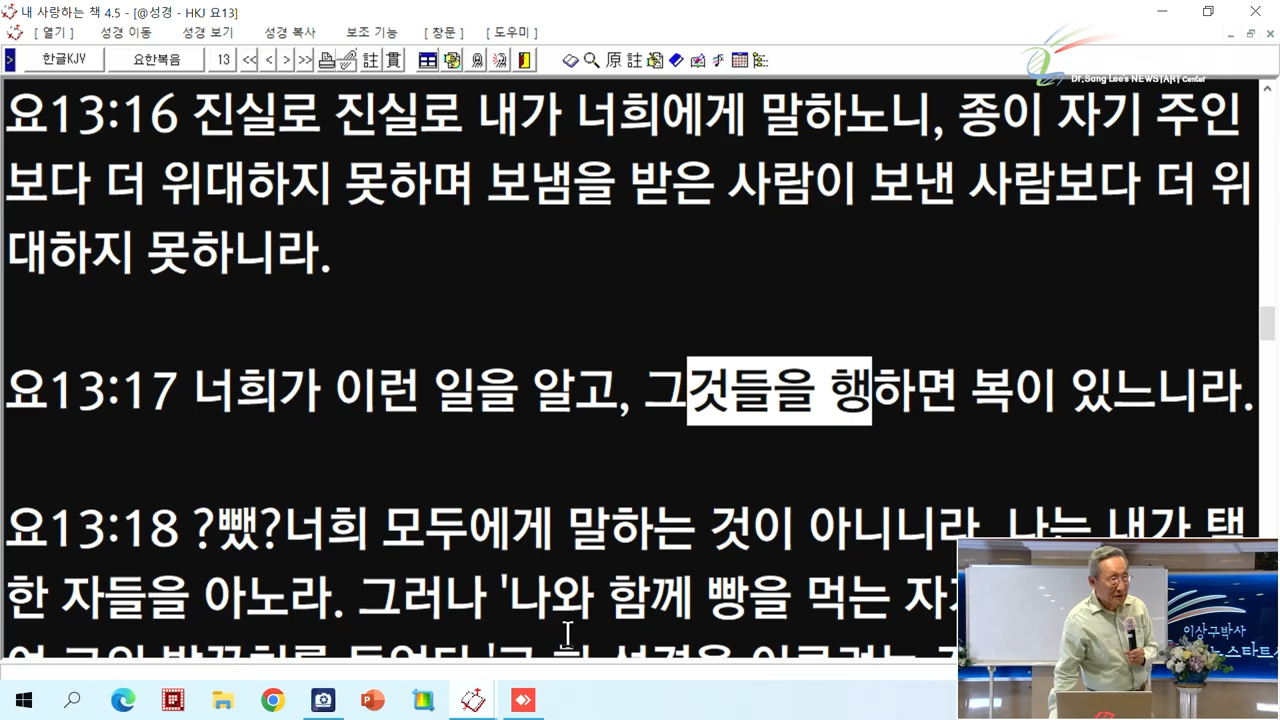 내 사랑하는 책 4.5 - [@성경 - HKJ 요13]
[ 열기 ] 성경 이동 성경 보기 성경 복사 보조 기능 [ 창문 ] [ 도우미 ]
한글KJV 요한복음 13 << < > >> 註 貫 原 註
Dr.Sang Lee's NEWSTART Center
요13:16 진실로 진실로 내가 너희에게 말하노니, 종이 자기 주인
보다 더 위대하지 못하며 보냄을 받은 사람이 보낸 사람보다 더 위
대하지 못하니라.
요13:17 너희가 이런 일을 알고, 그것들을 행하면 복이 있느니라.
요13:18 ?뺐?너희 모두에게 말하는 것이 아니니라. 나는 내가 택
한 자들을 아노라. 그러나 '나와 함께 빵을 먹는
이상구박사
스타트